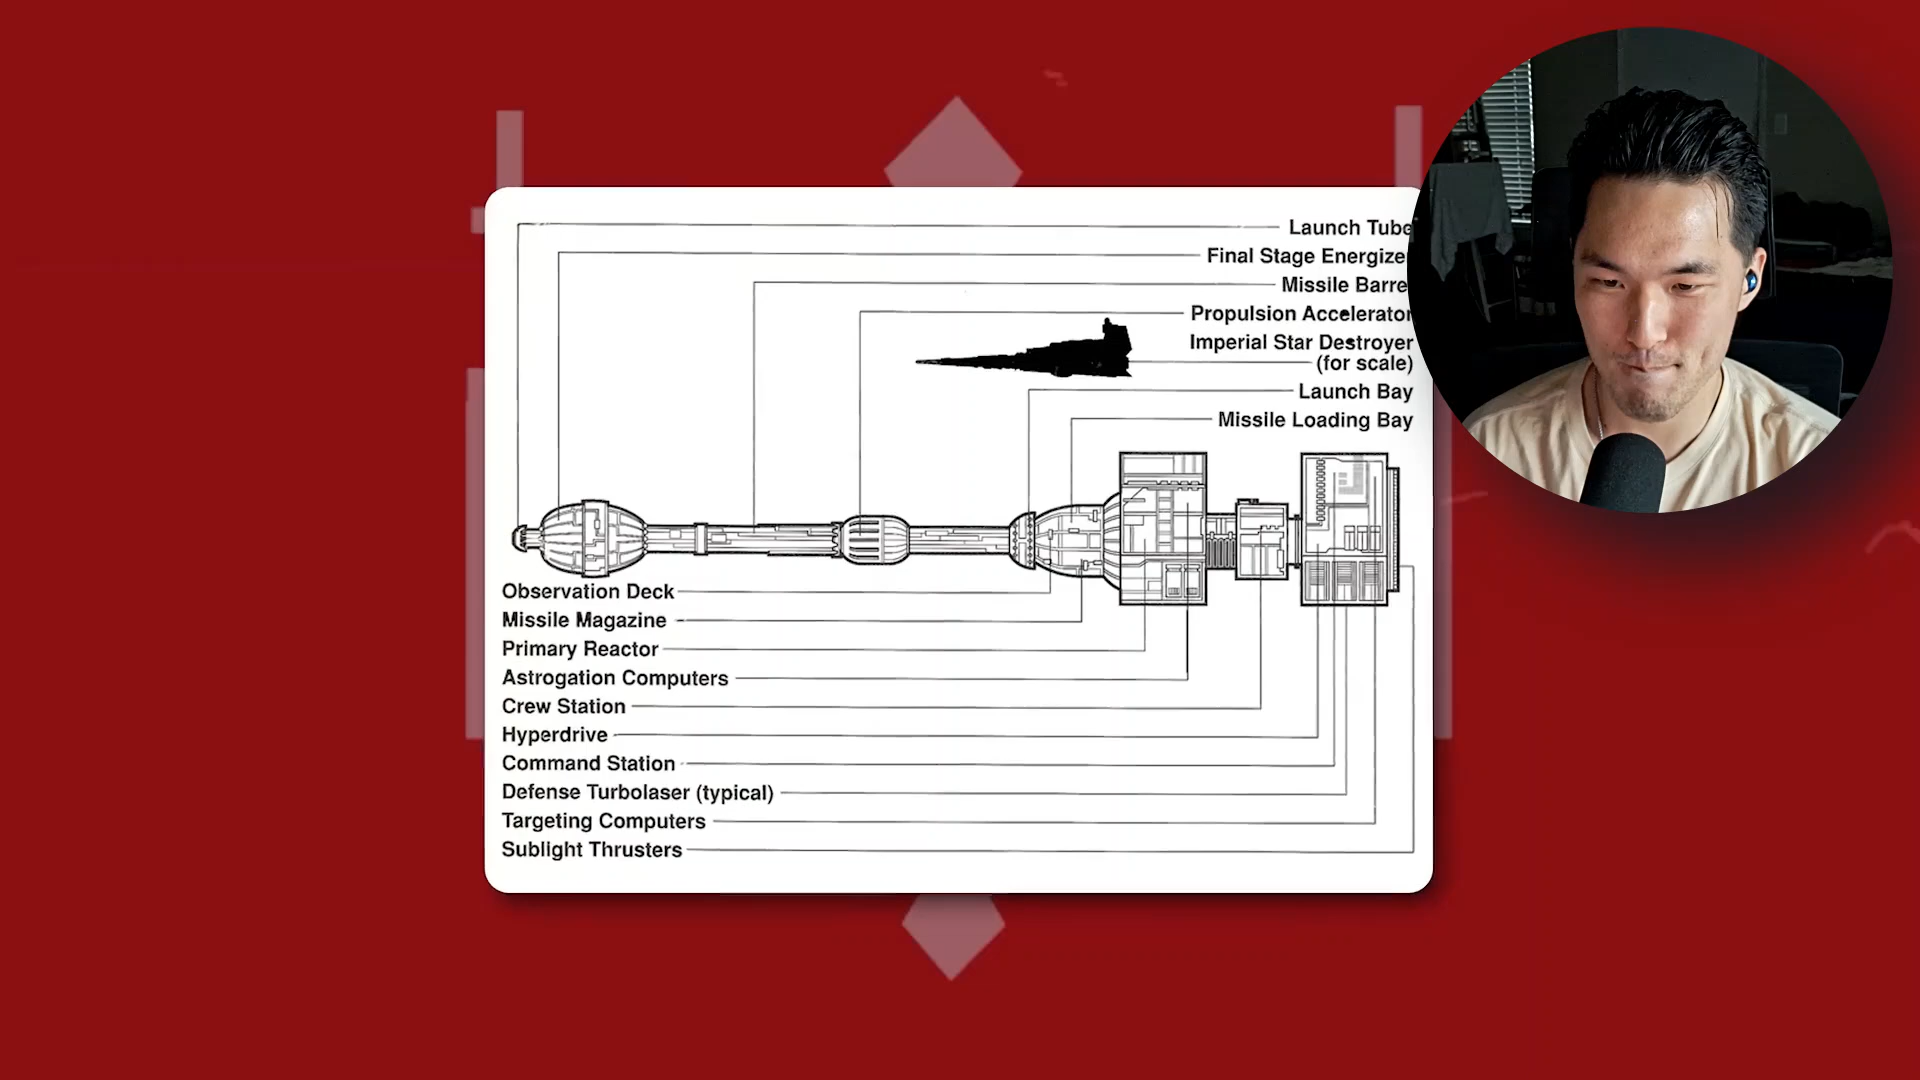 Launch Tube
Final Stage Energizer
Missile Barre
Propulsion Accelerator
Imperial Star Destroyer
(for scale)
Launch Bay
Missile Loading Bay
Observation Deck
Missile Magazine
Primary Reactor
Astrogation Computers
Crew Station
Hyperdrive
Command Station
Defense Turbolaser (typical)
Targeting Computers
Sublight Thrusters